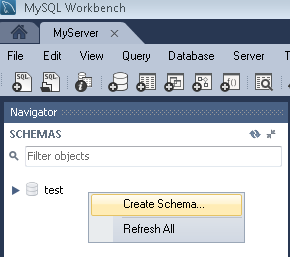 MySQL Workbench
MyServer
File Edit View Query Database Server T
SQL SQL
Navigator
SCHEMAS
Filter objects
test
Create Schema...
Refresh All